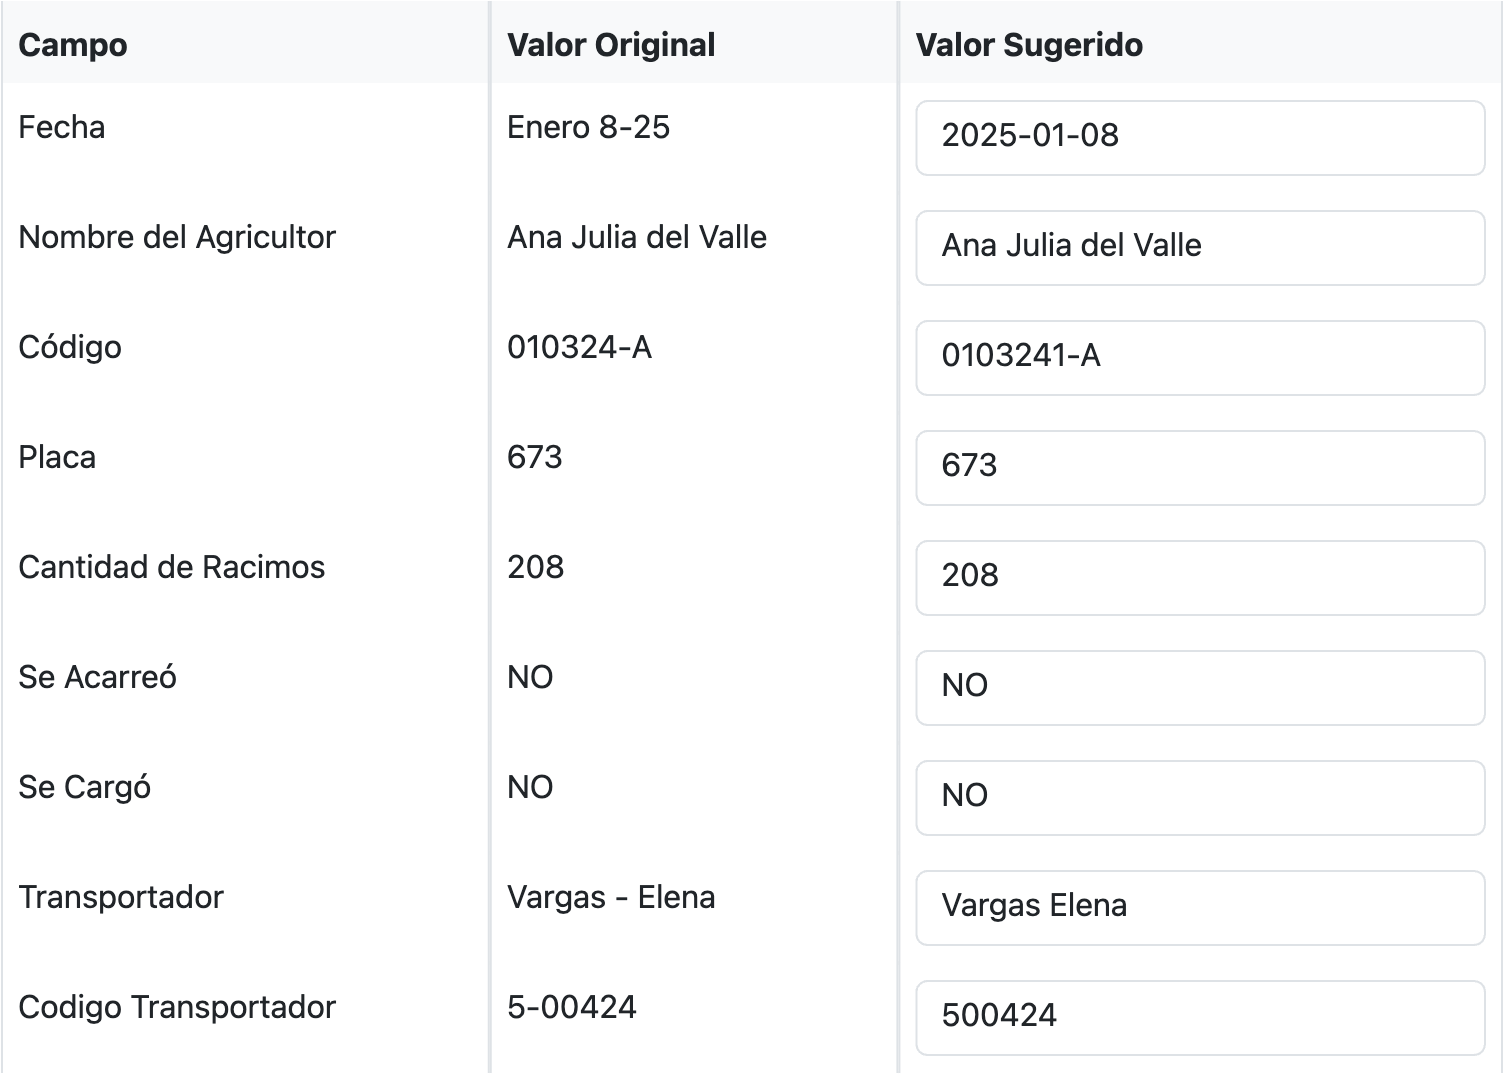 Campo Valor Original Valor Sugerido
Fecha Enero 8-25 2025-01-08
Nombre del Agricultor Ana Julia del Valle Ana Julia del Valle
Código 010324-A 0103241-A
Placa 673 673
Cantidad de Racimos 208 208
Se Acarreó NO NO
Se Cargó NO NO
Transportador Vargas - Elena Vargas Elena
Codigo Transportador 5-00424 500424